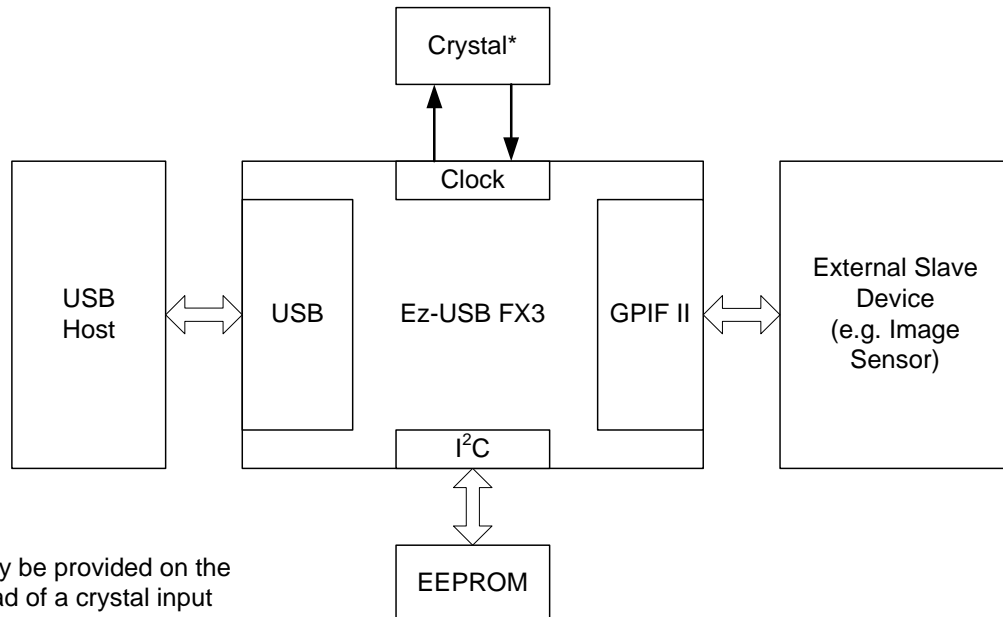 Crystal*
Clock
USB
Host
USB
Ez-USB FX3
GPIF II
External Slave
Device
(e.g. Image
Sensor)
I²C
be provided on the
of a crystal input
EEPROM